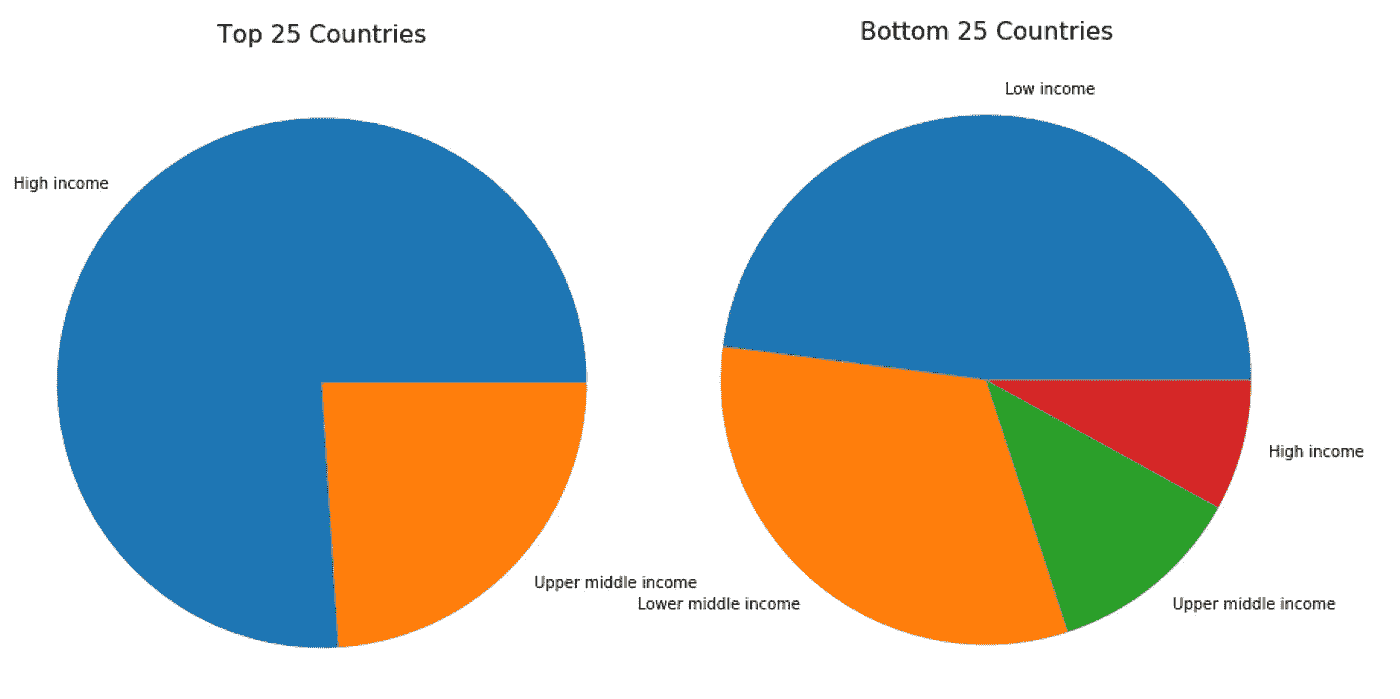 Top 25 Countries
High income
Upper middle income
Bottom 25 Countries
Low income
Lower middle income
Upper middle income
High income